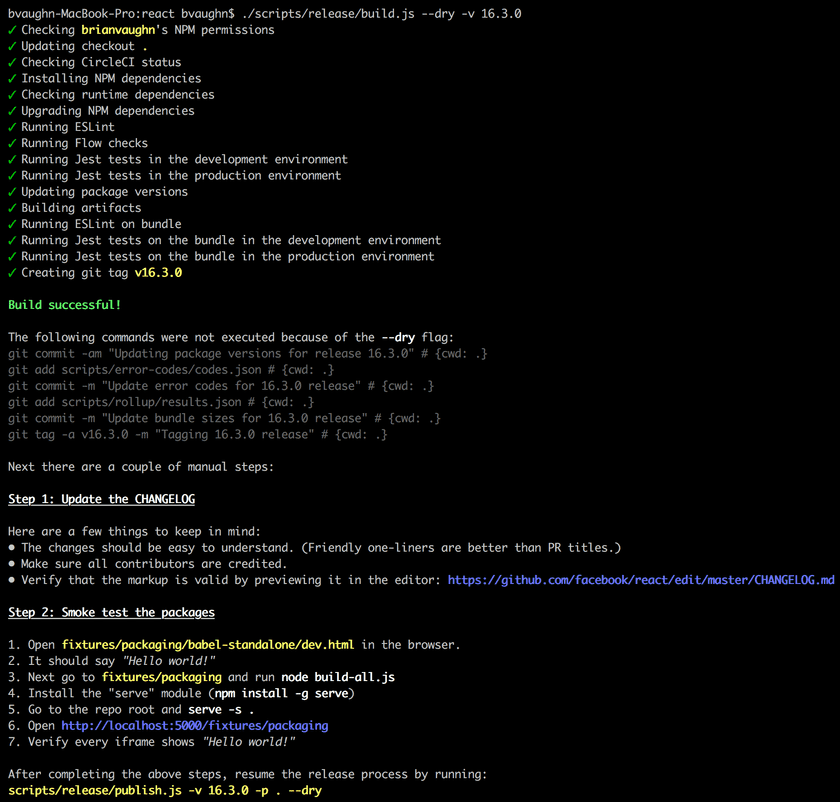 bvaughn-MacBook-Pro:react bvaughn$ ./scripts/release/build.js --dry -v 16.3.0
✓ Checking brianvaughn's NPM permissions
✓ Updating checkout .
✓ Checking CircleCI status
✓ Installing NPM dependencies
✓ Checking runtime dependencies
✓ Upgrading NPM dependencies
✓ Running ESLint
✓ Running Flow checks
✓ Running Jest tests in the development environment
✓ Running Jest tests in the production environment
✓ Updating package versions
✓ Building artifacts
✓ Running ESLint on bundle
✓ Running Jest tests on the bundle in the development environment
✓ Running Jest tests on the bundle in the production environment
✓ Creating git tag v16.3.0
Build successful!
The following commands were not executed because of the --dry flag:
git commit -am "Updating package versions for release 16.3.0" # {cwd: .}
git add scripts/error-codes/codes.json # {cwd: .}
git commit -m "Update error codes for 16.3.0 release" # {cwd: .}
git add scripts/rollup/results.json # {cwd: .}
git commit -m "Update bundle sizes for 16.3.0 release" # {cwd: .}
git tag -a v16.3.0 -m "Tagging 16.3.0 release" # {cwd: .}
Next there are a couple of manual steps:
Step 1: Update the CHANGELOG
Here are a few things to keep in mind:
● The changes should be easy to understand. (Friendly one-liners are better than PR titles.)
● Make sure all contributors are credited.
● Verify that the markup is valid by previewing it in the editor: https://github.com/facebook/react/edit/master/CHANGELOG.md
Step 2: Smoke test the packages
1. Open fixtures/packaging/babel-standalone/dev.html in the browser.
2. It should say "Hello world!"
3. Next go to fixtures/packaging and run node build-all.js
4. Install the "serve" module (npm install -g serve)
5. Go to the repo root and serve -s .
6. Open http://localhost:5000/fixtures/packaging
7. Verify every iframe shows "Hello world!"
After completing the above steps, resume the release process by running:
scripts/release/publish.js -v 16.3.0 -p . --dry